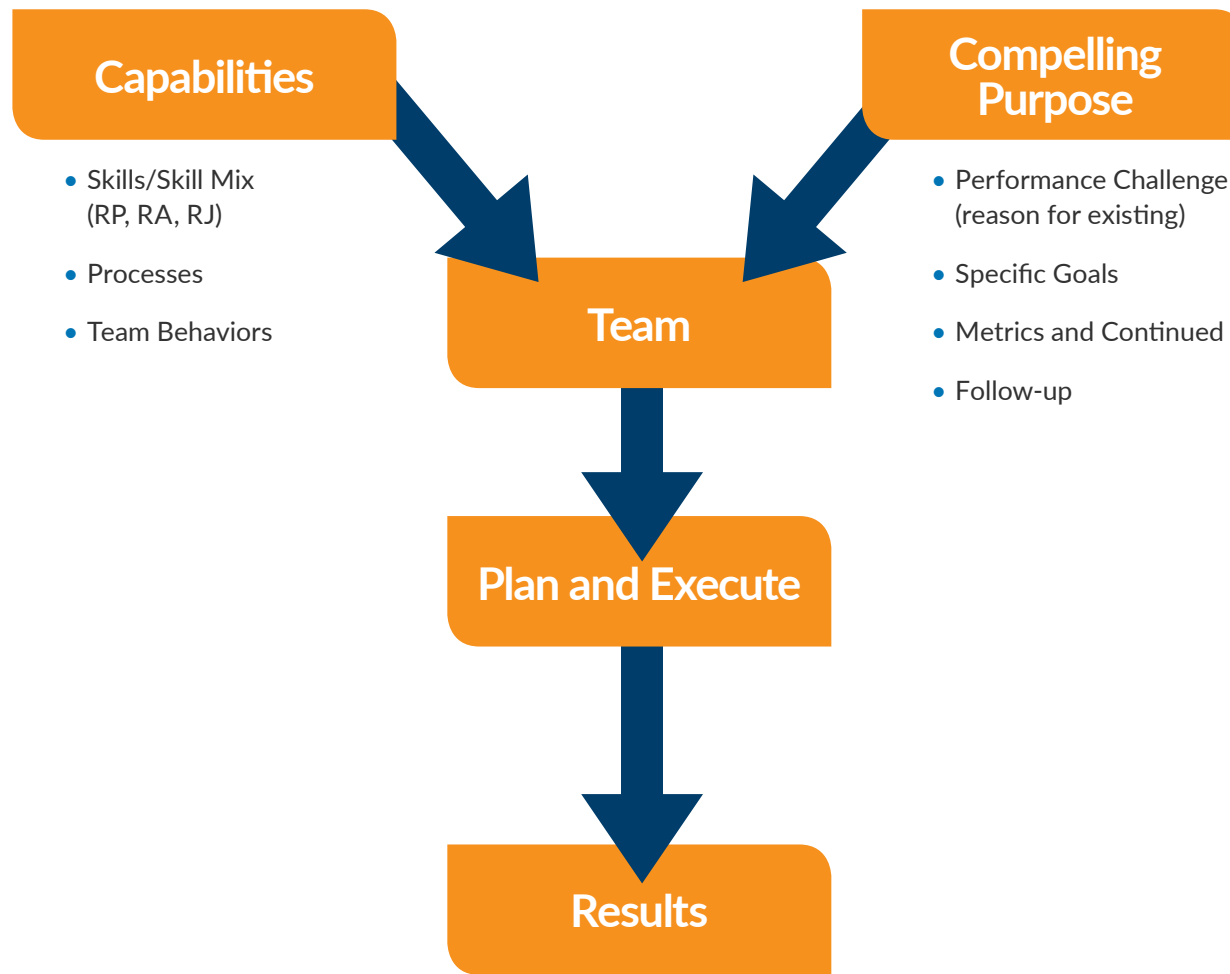 Capabilities
• Skills/Skill Mix
(RP, RA, RJ)
• Processes
• Team Behaviors
Compelling
Purpose
• Performance Challenge
(reason for existing)
• Specific Goals
• Metrics and Continued
• Follow-up
Team
Plan and Execute
Results